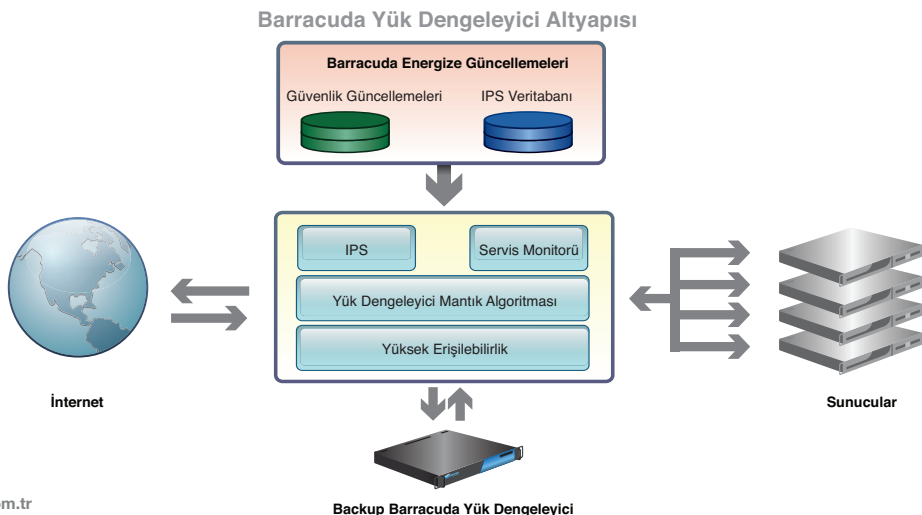 Barracuda Yük Dengeleyici Altyapısı
Barracuda Energize Güncellemeleri
Güvenlik Güncellemeleri
IPS Veritabanı
IPS
Servis Monitorü
Yük Dengeleyici Mantık Algoritması
Yüksek Erişilebilirlik
İnternet
Sunucular
Backup Barracuda Yük Dengeleyici
m.tr